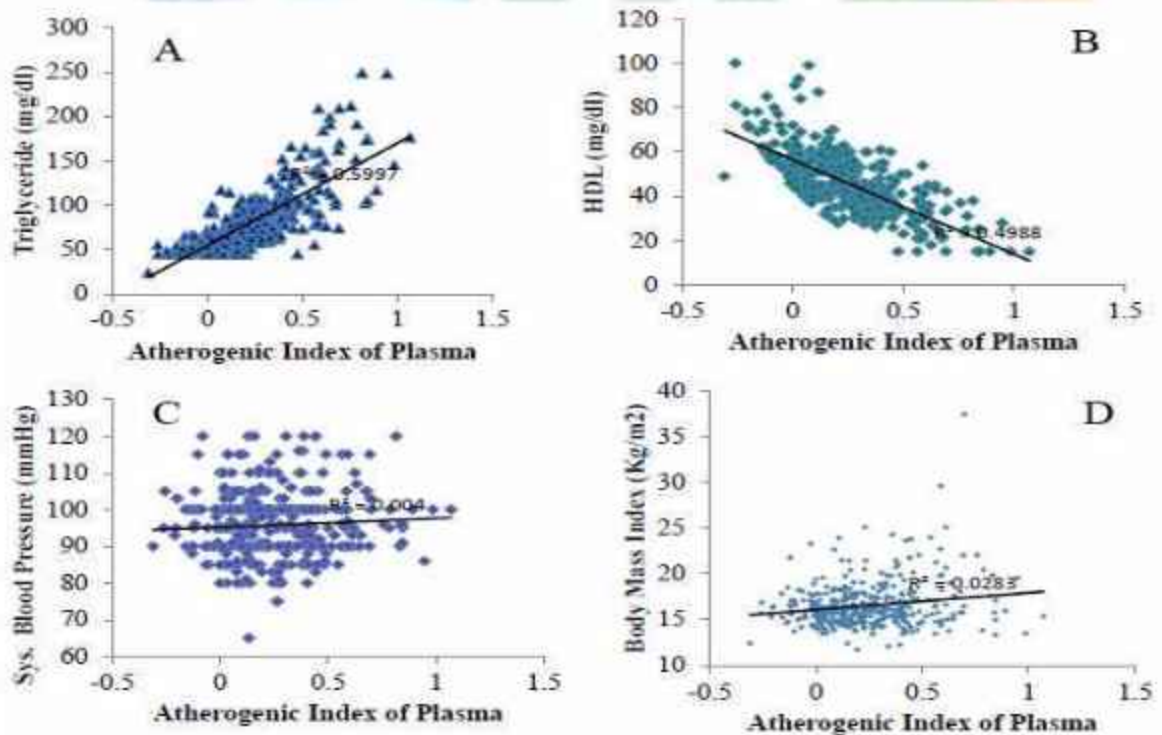 A
Triglyceride (mg/dl)
300
250
200
150
100
50
0
-0.5 0 0.5 1 1.5
R² = 0.5997
Atherogenic Index of Plasma
B
HDL (mg/dl)
120
100
80
60
40
20
0
-0.5 0 0.5 1 1.5
R² = 0.4988
Atherogenic Index of Plasma
C
Sys. Blood Pressure (mmHg)
130
120
110
100
90
80
70
60
-0.5 0 0.5 1 1.5
R² = 0.004
Atherogenic Index of Plasma
D
Body Mass Index (Kg/m2)
40
35
30
25
20
15
10
-0.5 0 0.5 1 1.5
R² = 0.0283
Atherogenic Index of Plasma